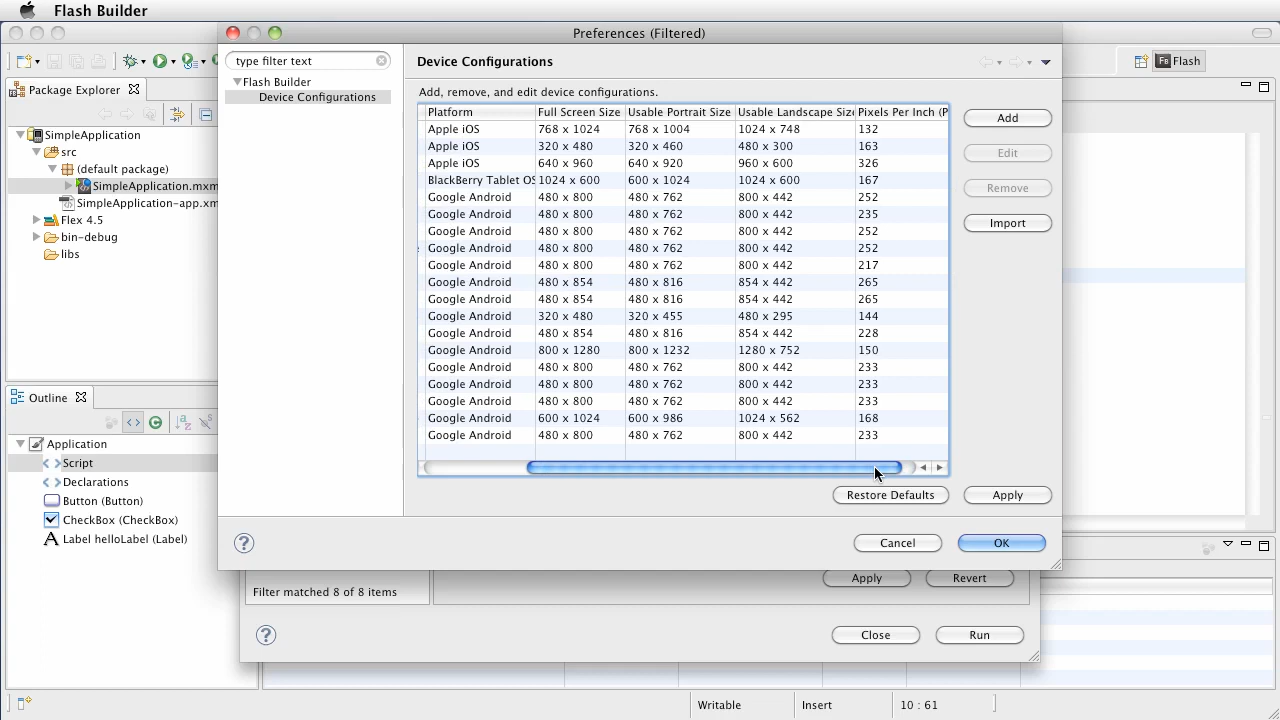 Flash Builder
Preferences (Filtered)
type filter text
Flash Builder
Device Configurations
Device Configurations
Add, remove, and edit device configurations.
Platform Full Screen Size Usable Portrait Size Usable Landscape Size Pixels Per Inch (P
Apple iOS 768 x 1024 768 x 1004 1024 x 748 132
Apple iOS 320 x 480 320 x 460 480 x 300 163
Apple iOS 640 x 960 640 x 920 960 x 600 326
BlackBerry Tablet OS 1024 x 600 600 x 1024 1024 x 600 167
Google Android 480 x 800 480 x 762 800 x 442 252
Google Android 480 x 800 480 x 762 800 x 442 235
Google Android 480 x 800 480 x 762 800 x 442 252
Google Android 480 x 800 480 x 762 800 x 442 252
Google Android 480 x 800 480 x 762 800 x 442 217
Google Android 480 x 854 480 x 816 854 x 442 265
Google Android 480 x 854 480 x 816 854 x 442 265
Google Android 320 x 480 320 x 455 480 x 295 144
Google Android 480 x 854 480 x 816 854 x 442 228
Google Android 800 x 1280 800 x 1232 1280 x 752 150
Google Android 480 x 800 480 x 762 800 x 442 233
Google Android 480 x 800 480 x 762 800 x 442 233
Google Android 480 x 800 480 x 762 800 x 442 233
Google Android 600 x 1024 600 x 986 1024 x 562 168
Google Android 480 x 800 480 x 762 800 x 442 233
Add
Edit
Remove
Import
Restore Defaults
Apply
Cancel
OK
Fb Flash
Package Explorer
SimpleApplication
src
(default package)
SimpleApplication.mxm
SimpleApplication-app.xm
Flex 4.5
bin-debug
libs
Outline
Application
Script
Declarations
Button (Button)
CheckBox (CheckBox)
Label helloLabel (Label)
Apply
Revert
Filter matched 8 of 8 items
Close
Run
Writable
Insert
10 : 61